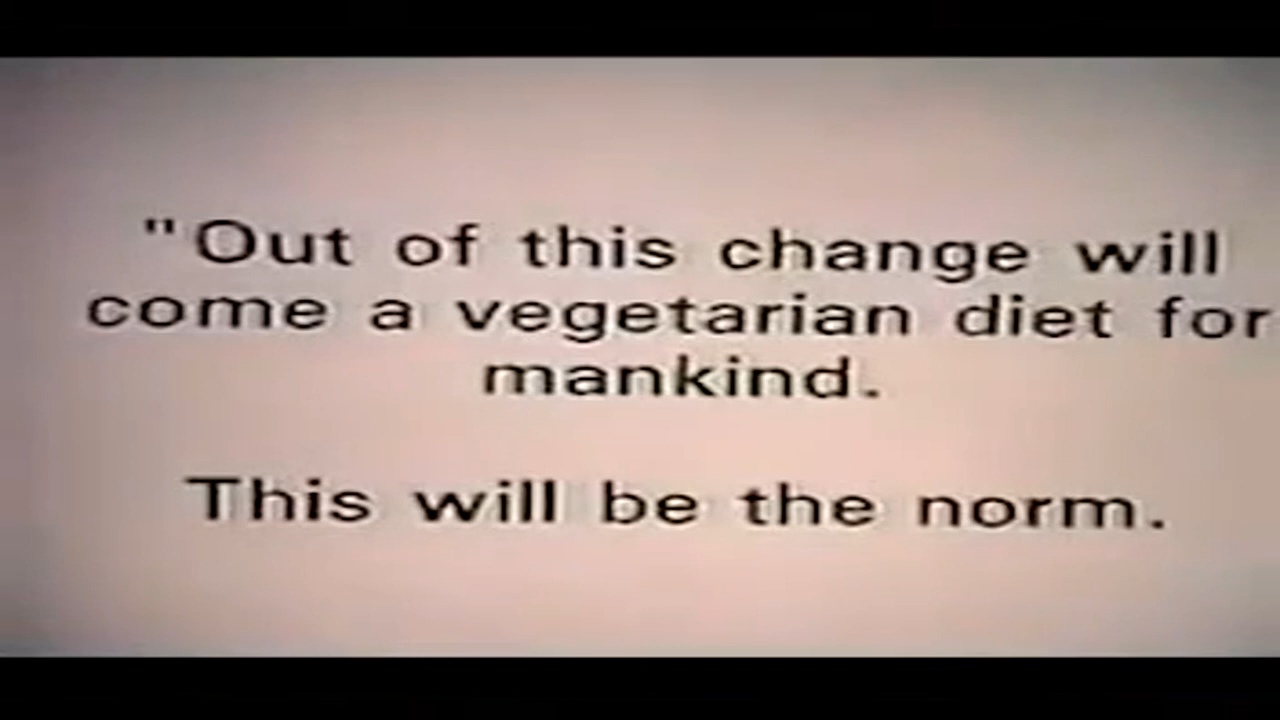 "Out of this change will
come a vegetarian diet for
mankind.
This will be the norm.